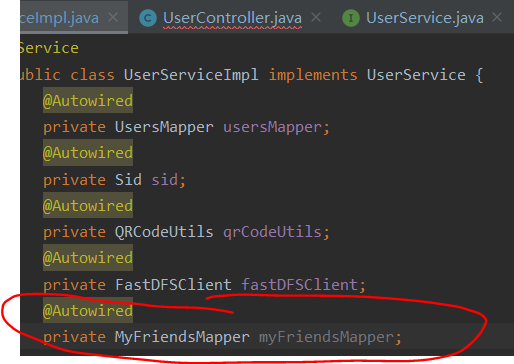 ceImpl.java × UserController.java × UserService.java ×
Service
ublic class UserServiceImpl implements UserService {
@Autowired
private UsersMapper usersMapper;
@Autowired
private Sid sid;
@Autowired
private QRCodeUtils qrCodeUtils;
@Autowired
private FastDFSClient fastDFSClient;
@Autowired
private MyFriendsMapper myFriendsMapper;